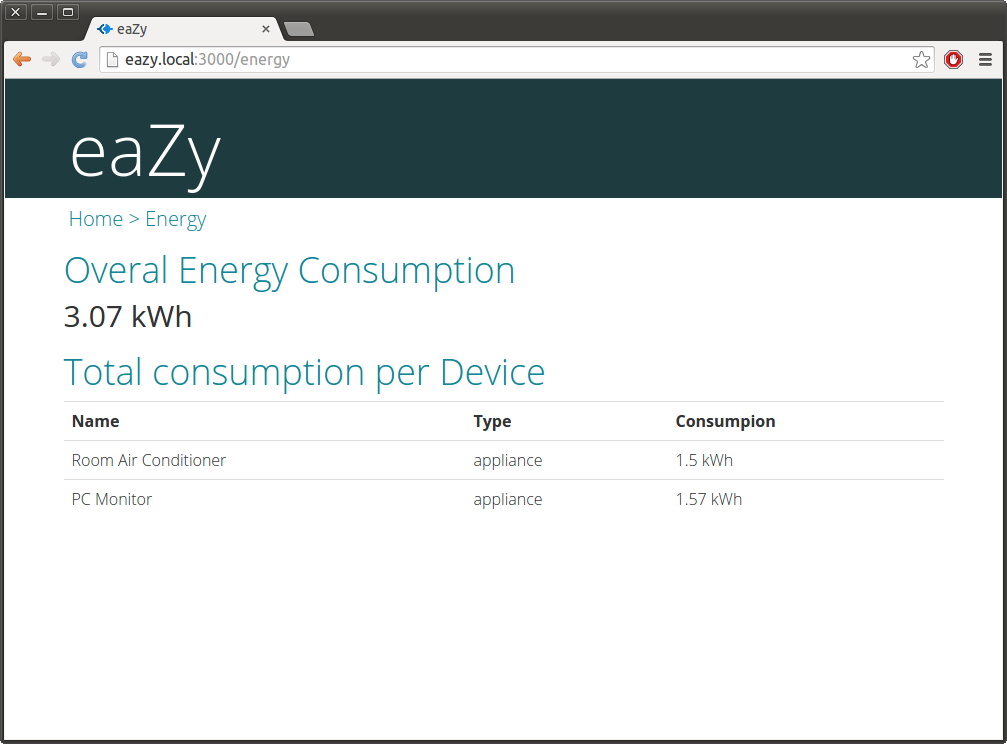 eaZy
eazy.local:3000/energy
eaZy
Home > Energy
Overal Energy Consumption
3.07 kWh
Total consumption per Device
Name Type Consumpion
Room Air Conditioner appliance 1.5 kWh
PC Monitor appliance 1.57 kWh